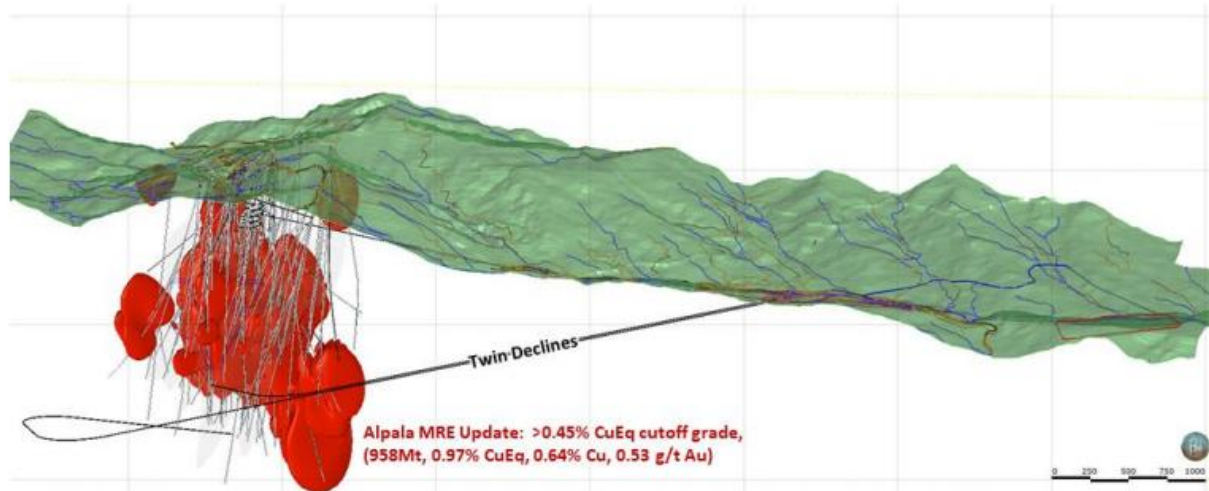 Twin Declines
Alpala MRE Update: >0.45% CuEq cutoff grade,
(958Mt, 0.97% CuEq, 0.64% Cu, 0.53 g/t Au)
0 250 500 750 1000